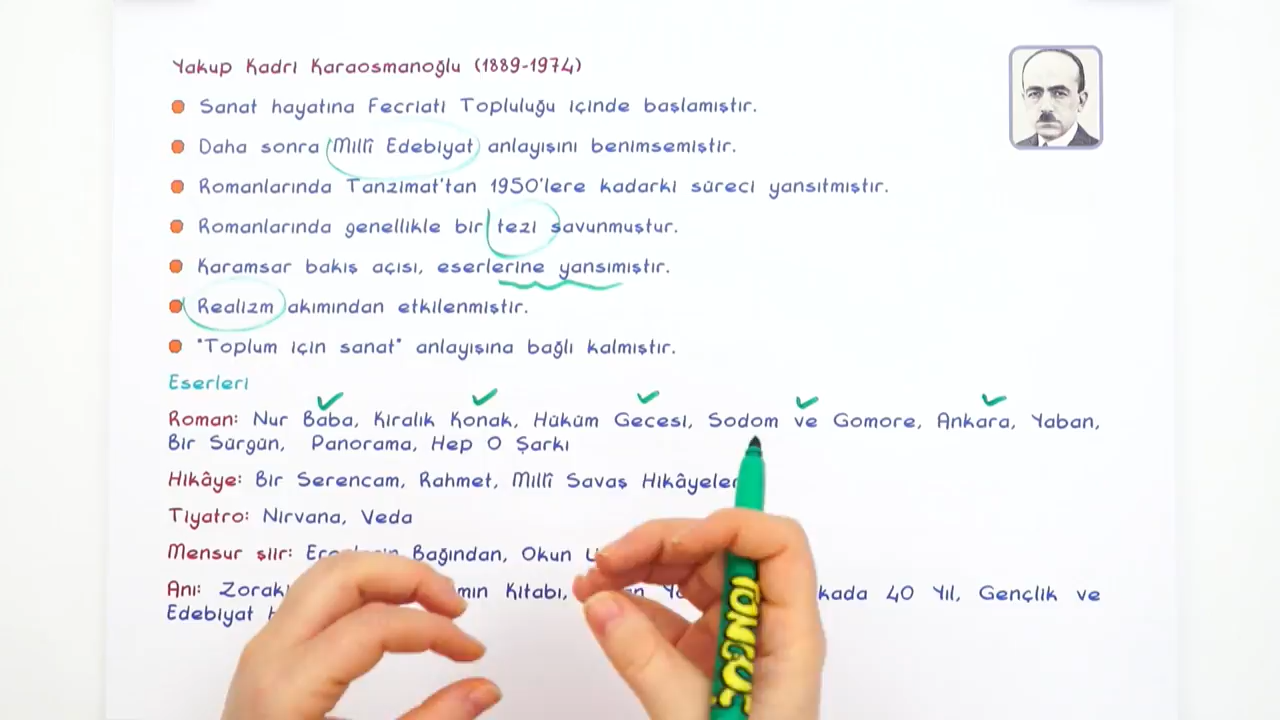 Yakup Kadri Karaosmanoğlu (1889-1974)
Sanat hayatına Fecriati Topluluğu içinde başlamıştır.
Daha sonra Millî Edebiyat anlayışını benimsemiştir.
Romanlarında Tanzimat'tan 1950'lere kadarki süreci yansıtmıştır.
Romanlarında genellikle bir tezi savunmuştur.
Karamsar bakış açısı, eserlerine yansımıştır.
Realizm akımından etkilenmiştir.
"Toplum için sanat" anlayışına bağlı kalmıştır.
Eserleri
Roman: Nur Baba, Kiralık Konak, Hüküm Gecesi, Sodom ve Gomore, Ankara, Yaban,
Bir Sürgün, Panorama, Hep O Şarkı
Hikâye: Bir Serencam, Rahmet, Millî Savaş Hikâyeler
Tiyatro: Nirvana, Veda
Mensur şiir: Bağından, Okun
Anı: Kitabı, 40 Yıl, Gençlik ve
Edebiyat
TONGUÇ